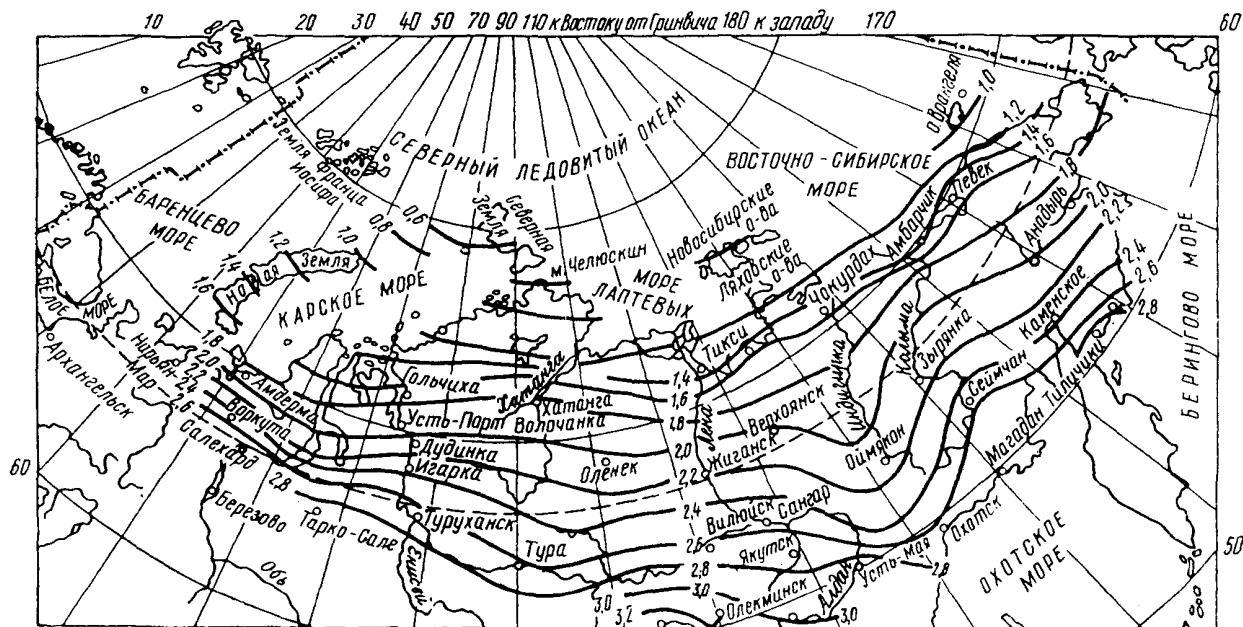 10 20 30 40 50 70 90 110 к Востоку от Гринвича 180 к западу 170 60
О. Врангеля
1,0
1,2
1,4
1,6
1,8
2,0
2,2
2,4
2,6
2,8
СЕВЕРНЫЙ ЛЕДОВИТЫЙ ОКЕАН
ВОСТОЧНО-СИБИРСКОЕ
МОРЕ
Земля Франца
Иосифа
БАРЕНЦЕВО
МОРЕ
0,6
0,8
Северная
Земля
м. Челюскин
Новосибирские
о-ва
Ляховские
о-ва
МОРЕ
ЛАПТЕВЫХ
Певек
Амбарчик
Анадырь
Чокурдах
БЕРИНГОВО МОРЕ
1,6
1,4
1,2
1,0
Новая Земля
КАРСКОЕ МОРЕ
0,8
БЕЛОЕ
МОРЕ
Архангельск
Нарьян
Мар
1,8
2,0
2,2
2,4
2,6
Амдерма
Воркута
Салехард
2,8
Гольчиха
Хатанга
Хатанга
Усть-Порт
Волочанка
Дудинка
Игарка
Оленек
Тикси
Лена
1,4
1,6
1,8
2,0
2,2
2,4
2,6
2,8
3,0
3,0
3,2
Верхоянск
Жиганск
Индигирка
Колыма
Зырянка
Каменское
Сеймчан
Тиличики
Магадан
Оймякон
60
Березово
Тарко-Сале
Туруханск
Тура
Енисей
Обь
Вилюйск
Сангар
Якутск
Олекминск
Алдан
Усть-мая
2,8
3,0
Охотск
ОХОТСКОЕ
МОРЕ
50